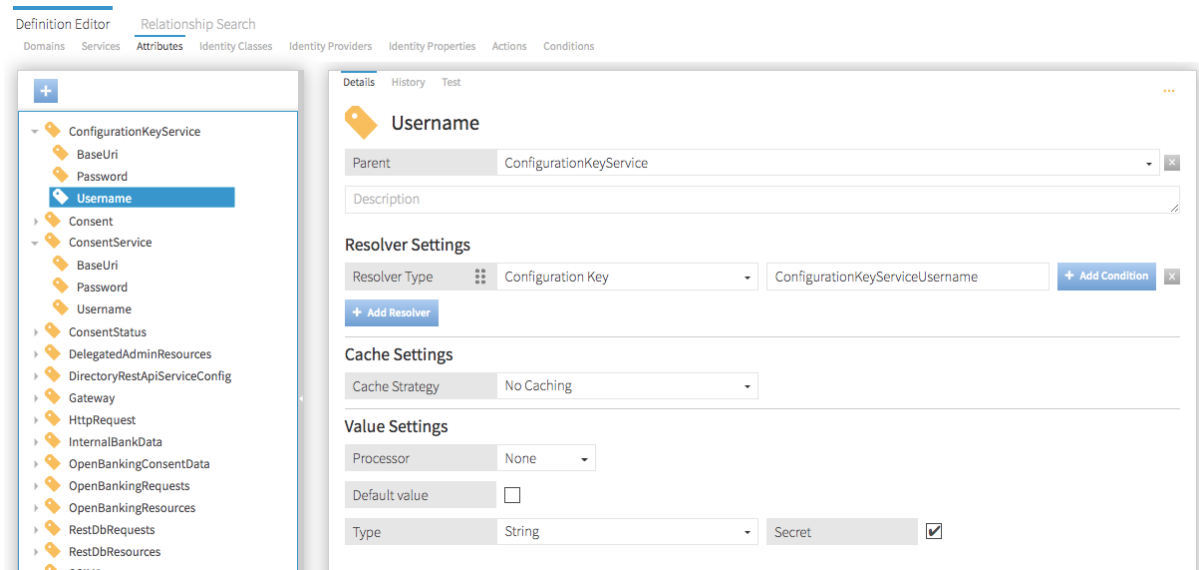 Definition Editor Relationship Search
Domains Services Attributes Identity Classes Identity Providers Identity Properties Actions Conditions
+
ConfigurationKeyService
BaseUri
Password
Username
Consent
ConsentService
BaseUri
Password
Username
ConsentStatus
DelegatedAdminResources
DirectoryRestApiServiceConfig
Gateway
HttpRequest
InternalBankData
OpenBankingConsentData
OpenBankingRequests
OpenBankingResources
RestDbRequests
RestDbResources
Details History Test
...
Username
Parent ConfigurationKeyService x
Description
Resolver Settings
Resolver Type Configuration Key ConfigurationKeyServiceUsername + Add Condition x
+ Add Resolver
Cache Settings
Cache Strategy No Caching
Value Settings
Processor None
Default value
Type String Secret